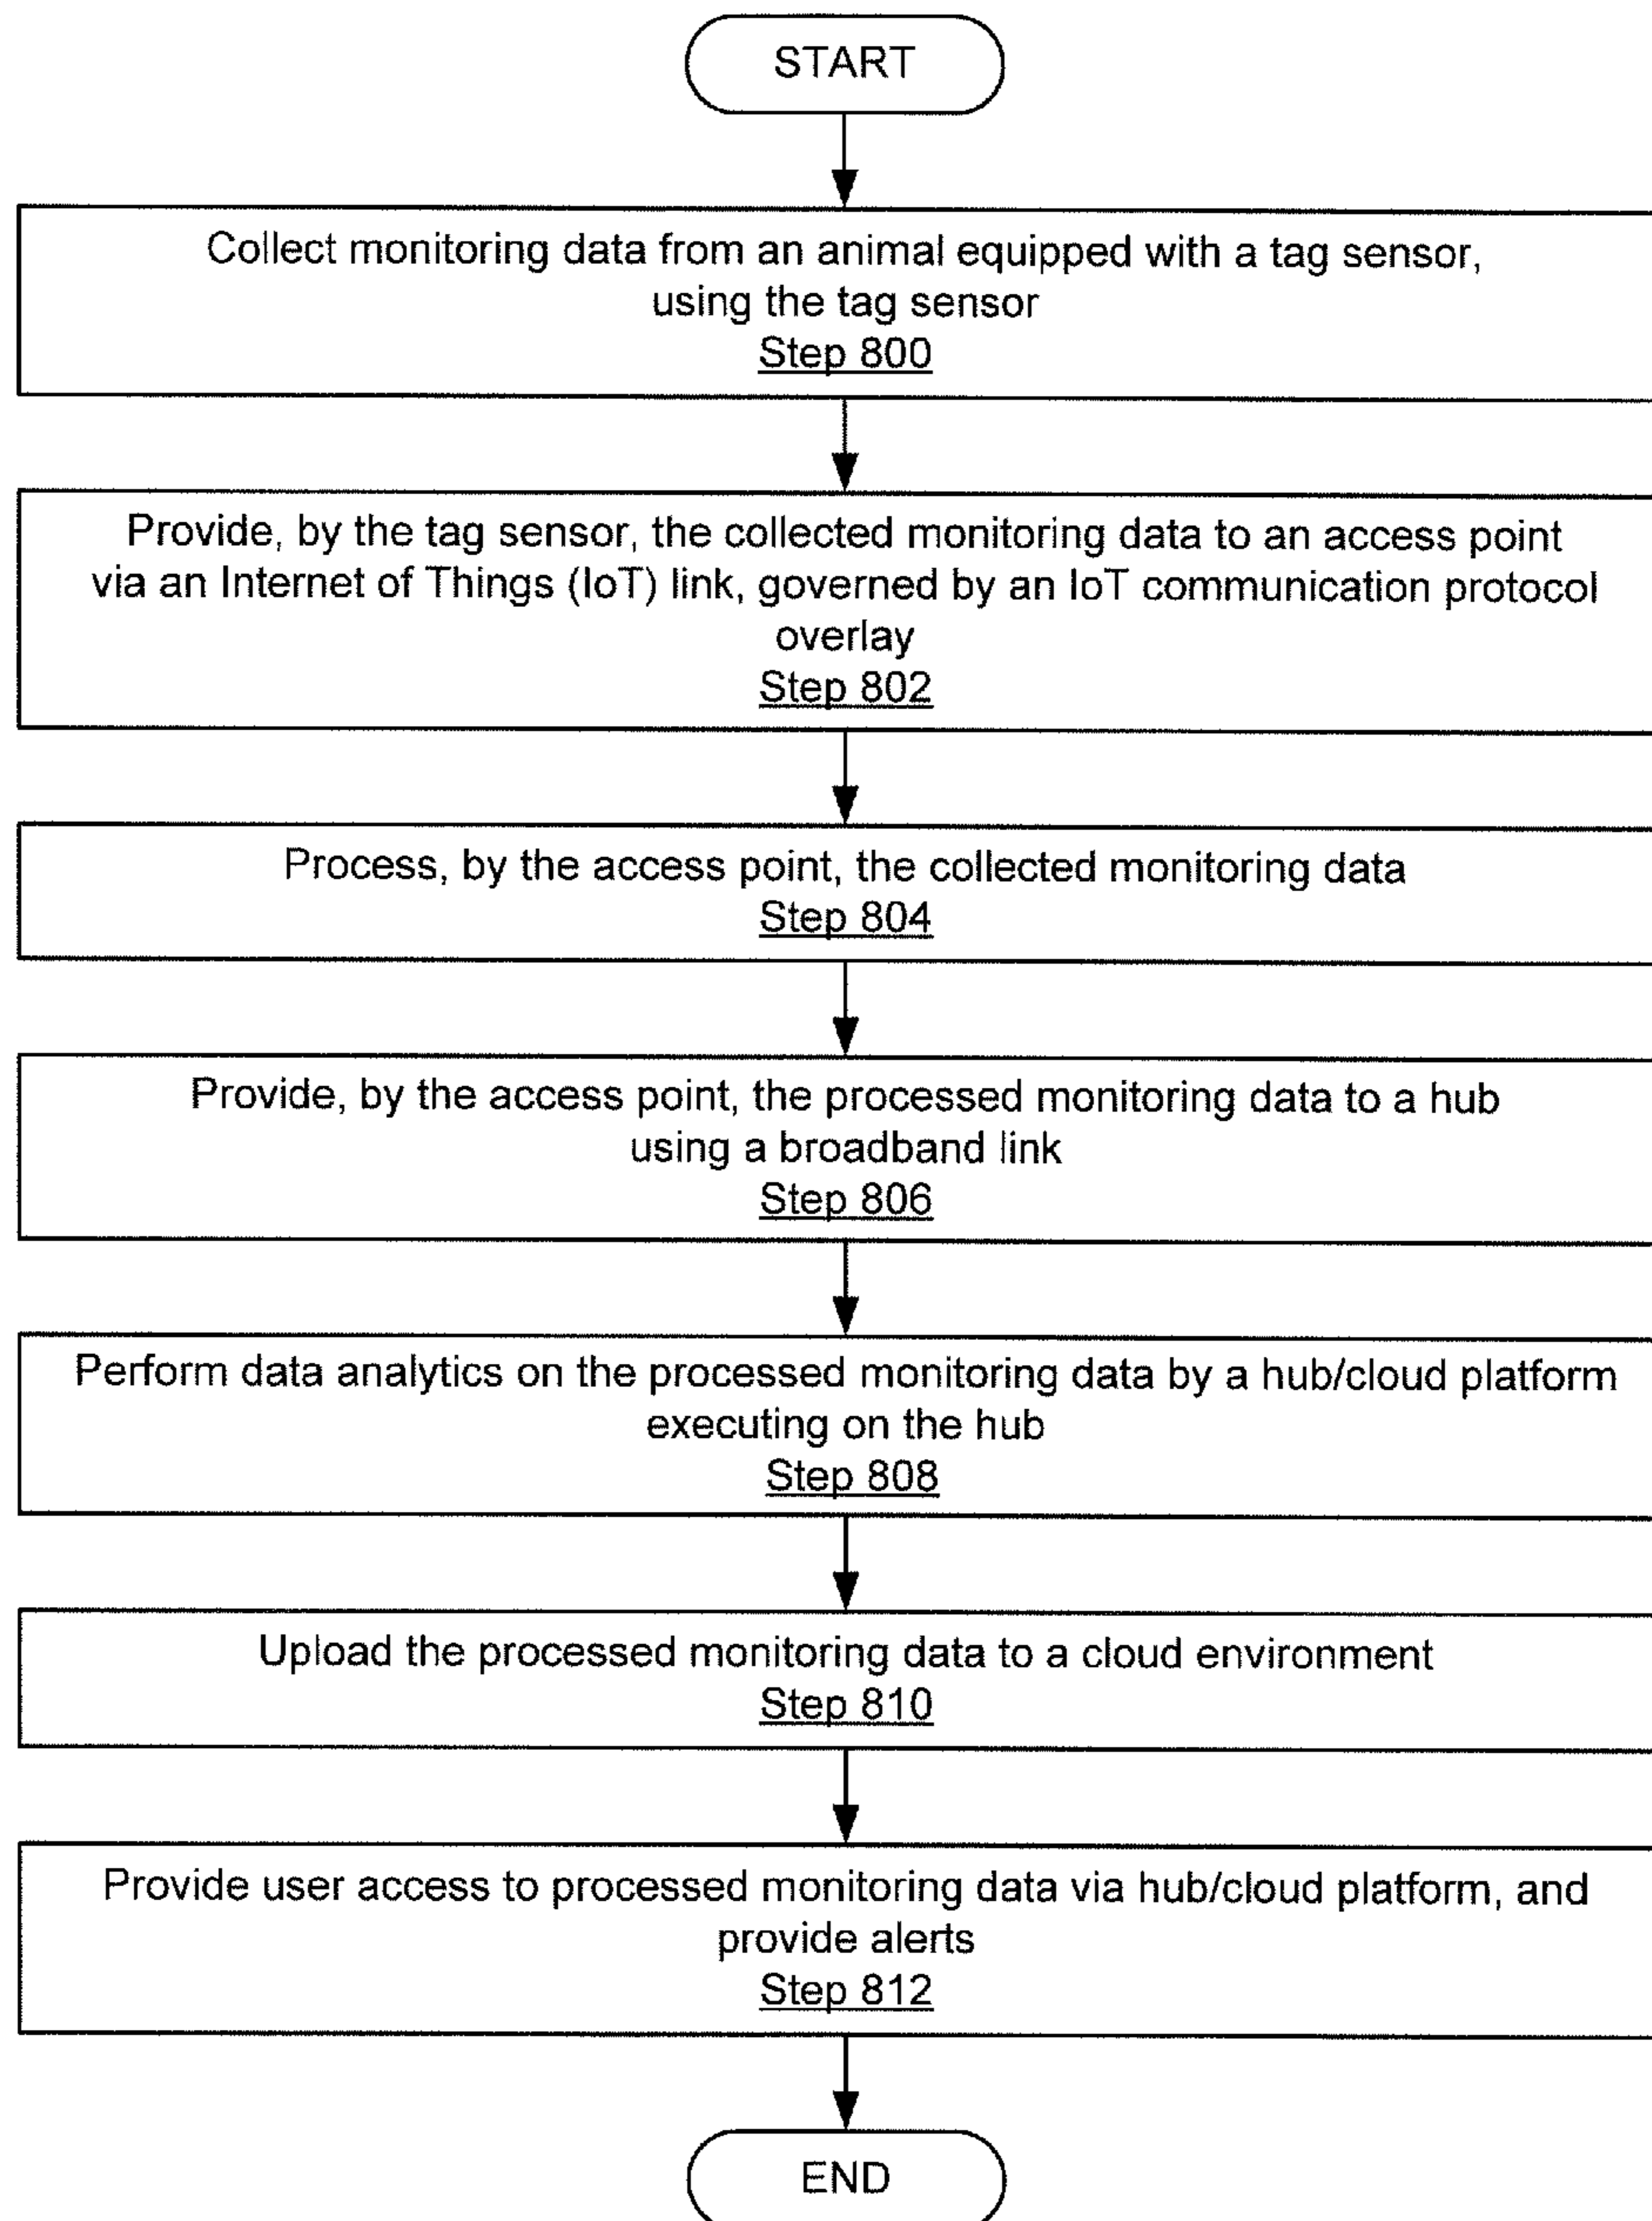 START
Collect monitoring data from an animal equipped with a tag sensor,
using the tag sensor
Step 800
Provide, by the tag sensor, the collected monitoring data to an access point
via an Internet of Things (IoT) link, governed by an IoT communication protocol
overlay
Step 802
Process, by the access point, the collected monitoring data
Step 804
Provide, by the access point, the processed monitoring data to a hub
using a broadband link
Step 806
Perform data analytics on the processed monitoring data by a hub/cloud platform
executing on the hub
Step 808
Upload the processed monitoring data to a cloud environment
Step 810
Provide user access to processed monitoring data via hub/cloud platform, and
provide alerts
Step 812
END